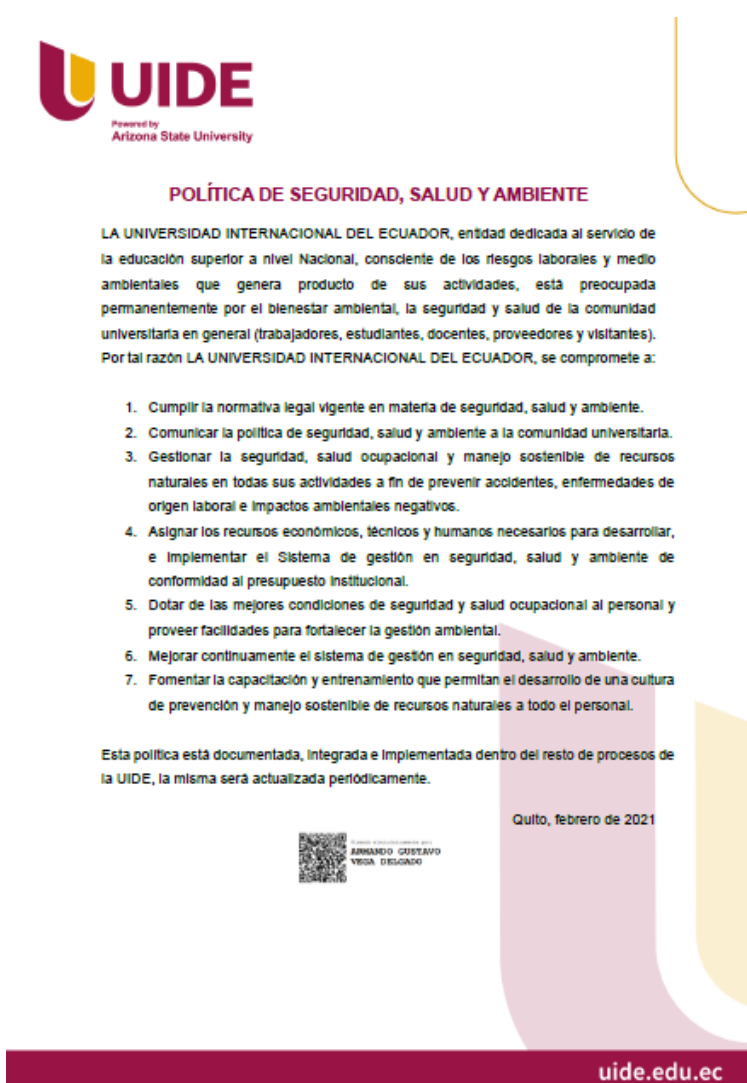 UIDE
Powered by
Arizona State University
POLÍTICA DE SEGURIDAD, SALUD Y AMBIENTE
LA UNIVERSIDAD INTERNACIONAL DEL ECUADOR, entidad dedicada al servicio de
la educación superior a nivel Nacional, consciente de los riesgos laborales y medio
ambientales que genera producto de sus actividades, está preocupada
permanentemente por el bienestar ambiental, la seguridad y salud de la comunidad
universitaria en general (trabajadores, estudiantes, docentes, proveedores y visitantes).
Por tal razón LA UNIVERSIDAD INTERNACIONAL DEL ECUADOR, se compromete a:
1. Cumplir la normativa legal vigente en materia de seguridad, salud y ambiente.
2. Comunicar la política de seguridad, salud y ambiente a la comunidad universitaria.
3. Gestionar la seguridad, salud ocupacional y manejo sostenible de recursos
naturales en todas sus actividades a fin de prevenir accidentes, enfermedades de
origen laboral e impactos ambientales negativos.
4. Asignar los recursos económicos, técnicos y humanos necesarios para desarrollar,
e implementar el Sistema de gestión en seguridad, salud y ambiente de
conformidad al presupuesto institucional.
5. Dotar de las mejores condiciones de seguridad y salud ocupacional al personal y
proveer facilidades para fortalecer la gestión ambiental.
6. Mejorar continuamente el sistema de gestión en seguridad, salud y ambiente.
7. Fomentar la capacitación y entrenamiento que permitan el desarrollo de una cultura
de prevención y manejo sostenible de recursos naturales a todo el personal.
Esta política está documentada, integrada e implementada dentro del resto de procesos de
la UIDE, la misma será actualizada periódicamente.
Quito, febrero de 2021
Firmado electrónicamente por:
ARMANDO GUSTAVO
VEGA DELGADO
uide.edu.ec